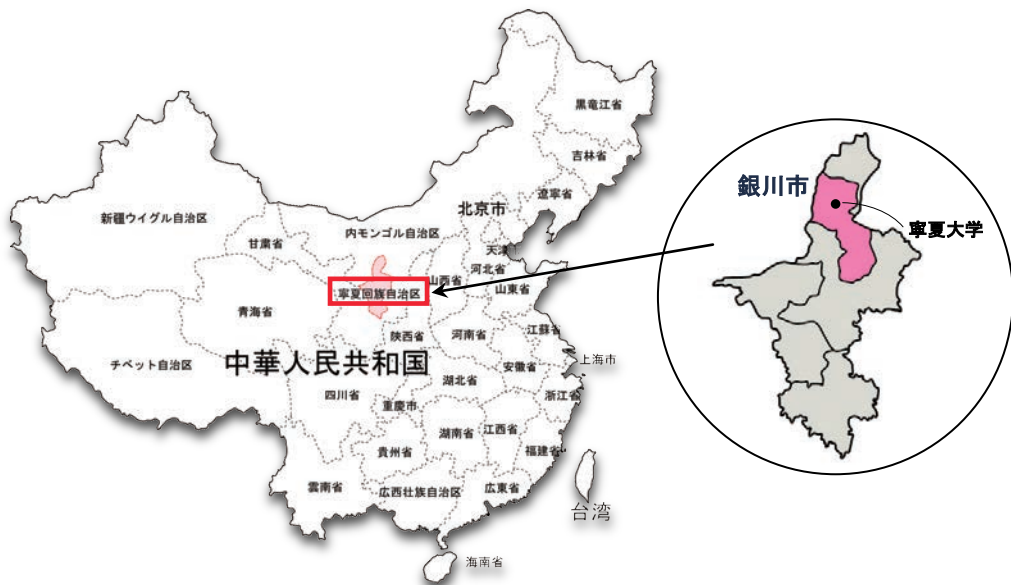 黒竜江省
吉林省
遼寧省
北京市
新疆ウイグル自治区
内モンゴル自治区
甘粛省
天津
河北省
山西省
山東省
寧夏回族自治区
青海省
陝西省
河南省
江蘇省
中華人民共和国
チベット自治区
上海市
安徽省
湖北省
四川省
重慶市
浙江省
湖南省
江西省
貴州省
福建省
雲南省
広西壮族自治区
広東省
台湾
海南省
銀川市
寧夏大学